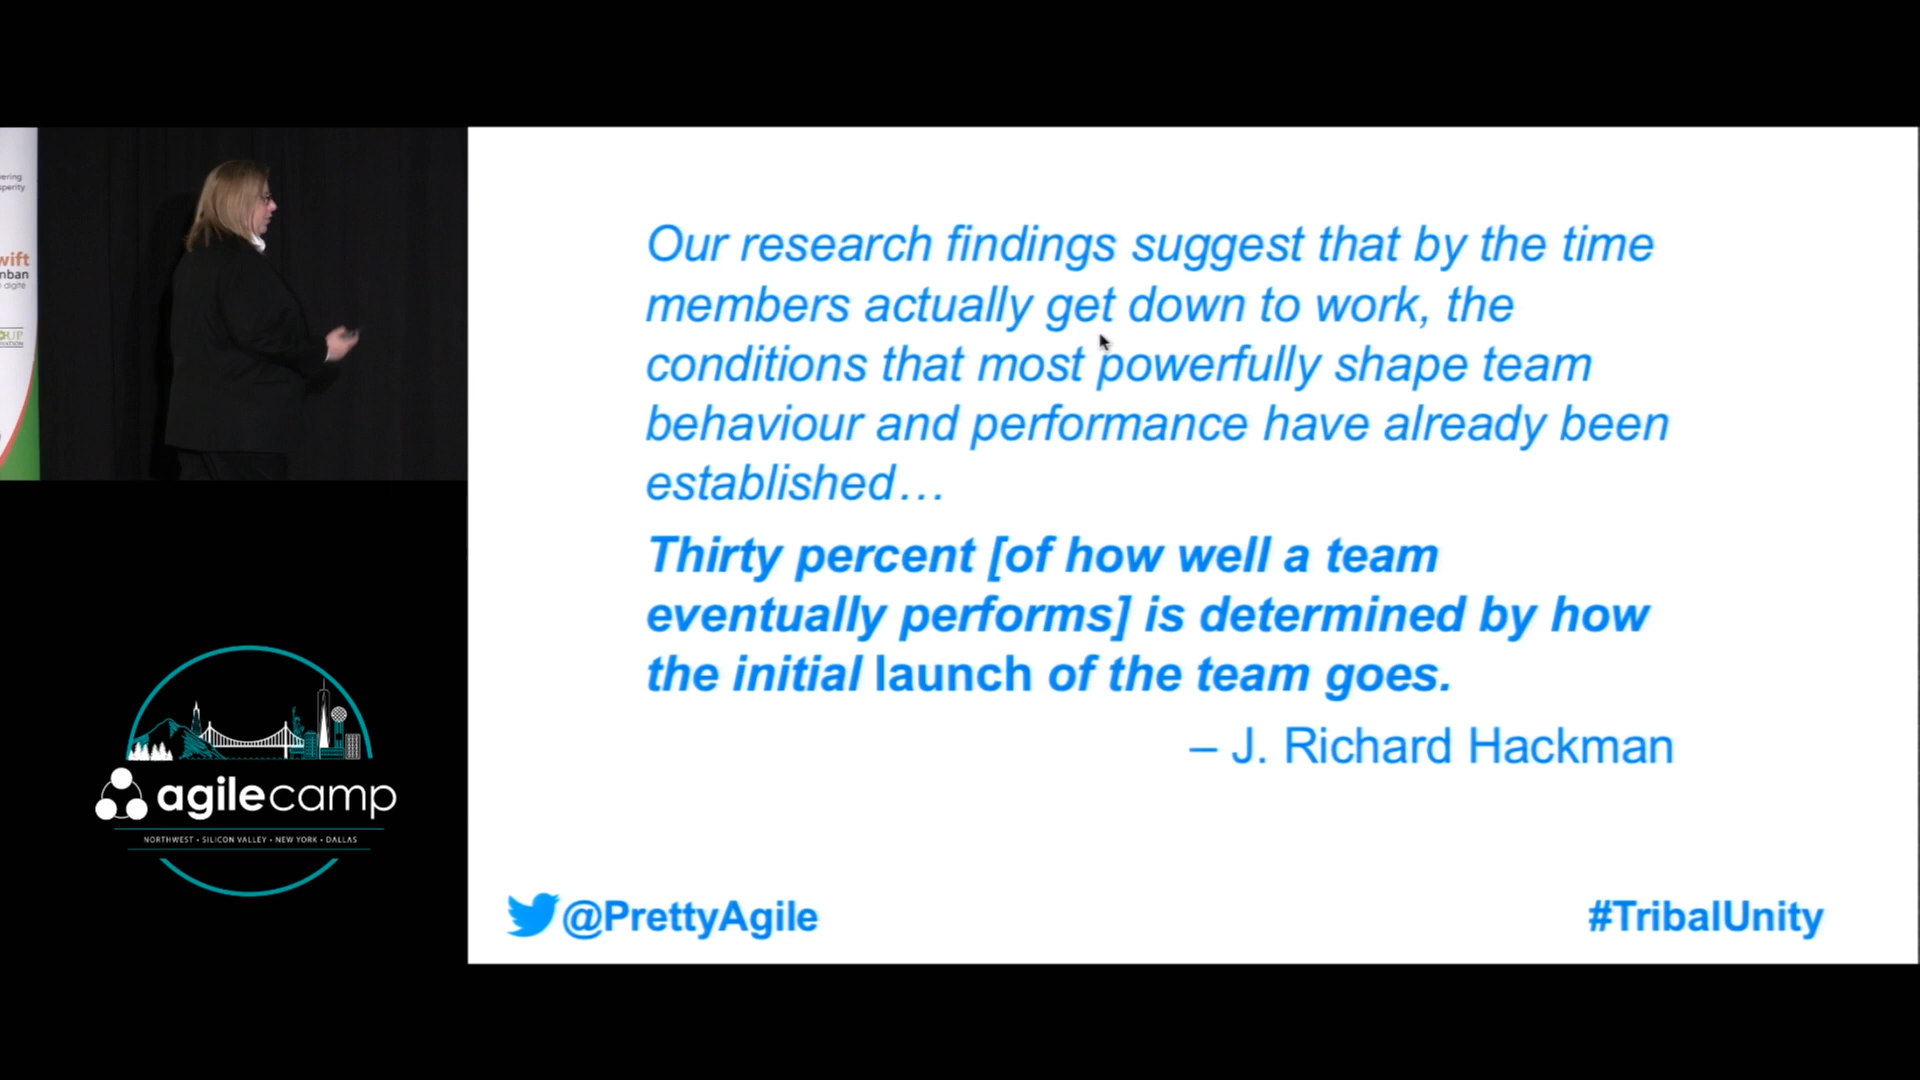 Our research findings suggest that by the time
members actually get down to work, the
conditions that most powerfully shape team
behaviour and performance have already been
established…
Thirty percent [of how well a team
eventually performs] is determined by how
the initial launch of the team goes.
– J. Richard Hackman
@PrettyAgile
#TribalUnity
agilecamp
NORTHWEST • SILICON VALLEY • NEW YORK • DALLAS